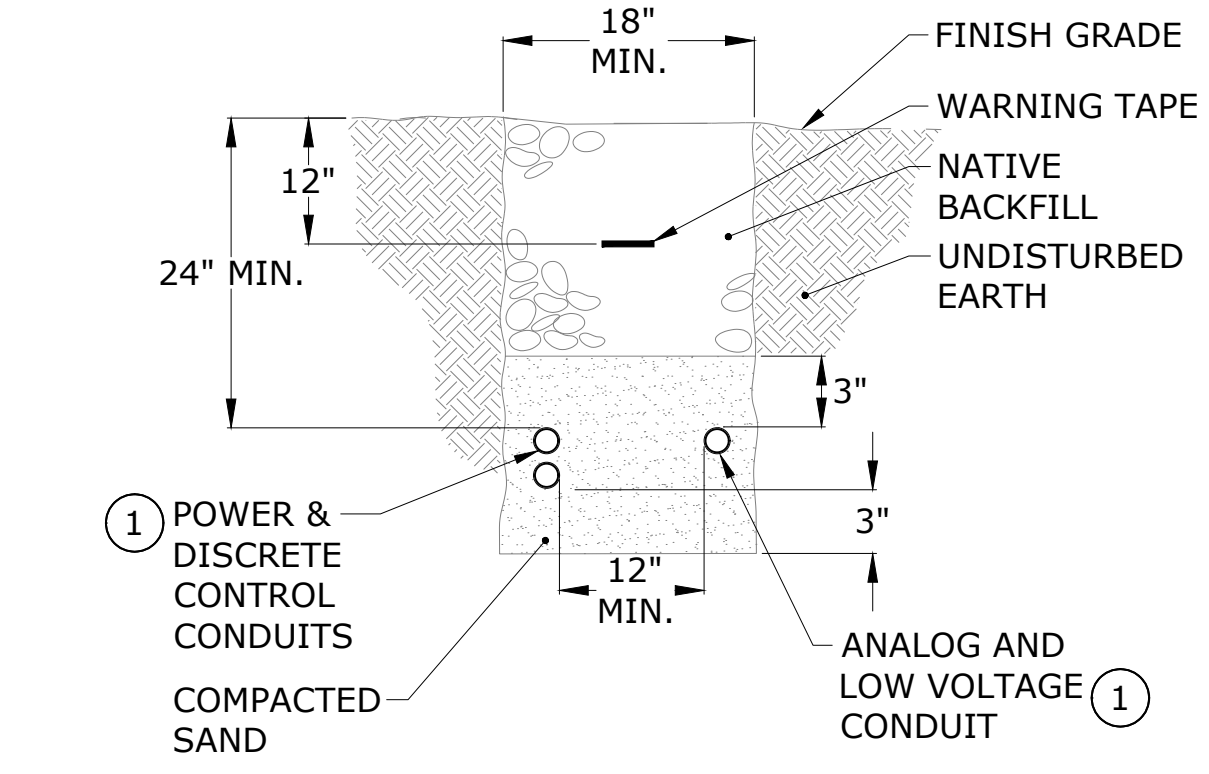 18"
MIN.
FINISH GRADE
WARNING TAPE
12"
NATIVE
BACKFILL
24" MIN.
UNDISTURBED
EARTH
3"
1
POWER &
DISCRETE
CONTROL
CONDUITS
3"
12"
MIN.
ANALOG AND
LOW VOLTAGE
CONDUIT
1
COMPACTED
SAND